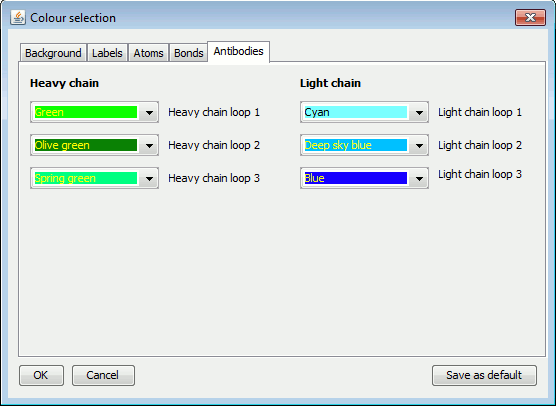 Colour selection
Background Labels Atoms Bonds Antibodies
Heavy chain Light chain
Green Heavy chain loop 1 Cyan Light chain loop 1
Olive green Heavy chain loop 2 Deep sky blue Light chain loop 2
Spring green Heavy chain loop 3 Blue Light chain loop 3
OK Cancel Save as default